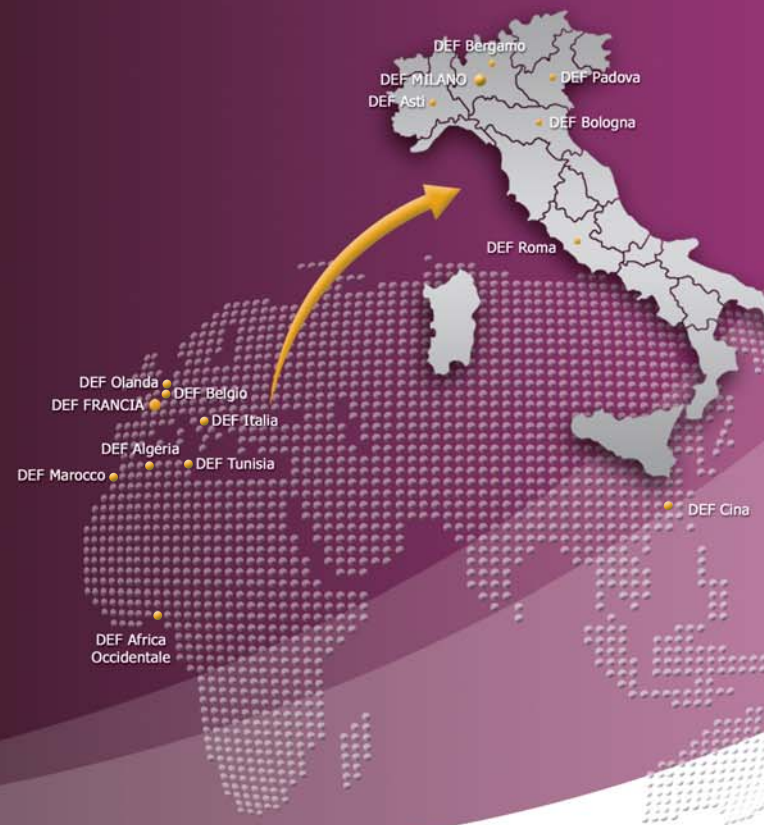 DEF Bergamo
DEF MILANO
DEF Padova
DEF Asti
DEF Bologna
DEF Roma
DEF Olanda
DEF Belgio
DEF FRANCIA
DEF Italia
DEF Algeria
DEF Tunisia
DEF Marocco
DEF Cina
DEF Africa
Occidentale